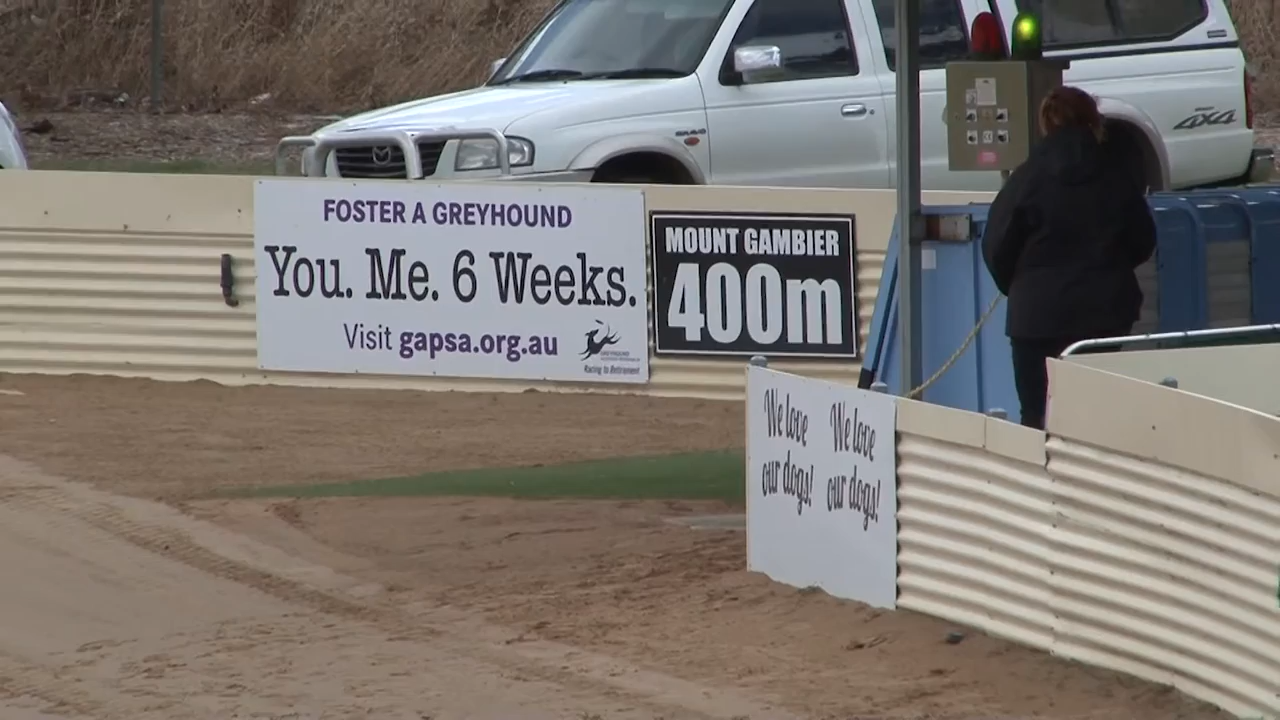 FOSTER A GREYHOUND
You. Me. 6 Weeks.
Visit gapsa.org.au
Racing to Retirement
MOUNT GAMBIER
400m
We love
our dogs!
We love
our dogs!
4x4